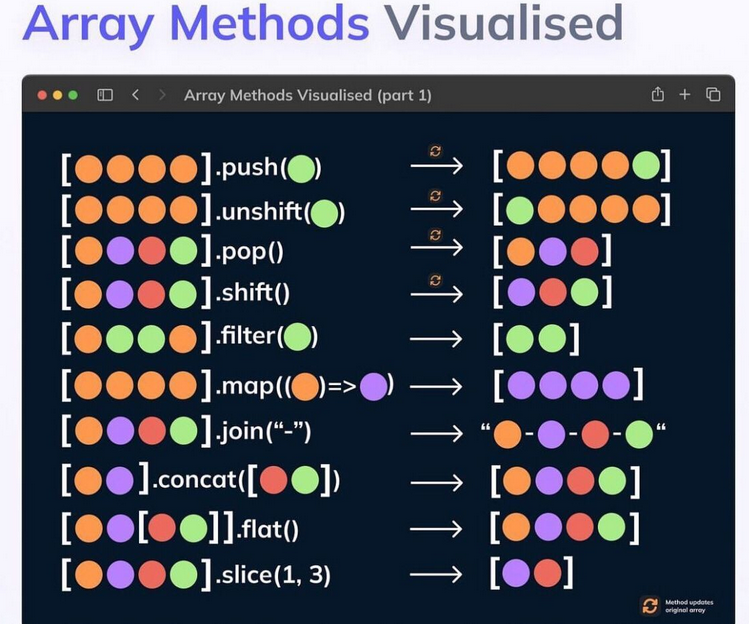 Array Methods Visualised
Array Methods Visualised (part 1)
[ ].push( ) [ ]
[ ].unshift( ) [ ]
[ ].pop() [ ]
[ ].shift() [ ]
[ ].filter( ) [ ]
[ ].map(( )=> ) [ ]
[ ].join(“-”) “ - - - “
[ ].concat([ ]) [ ]
[ [ ]].flat() [ ]
[ ].slice(1, 3) [ ]
Method updates
original array